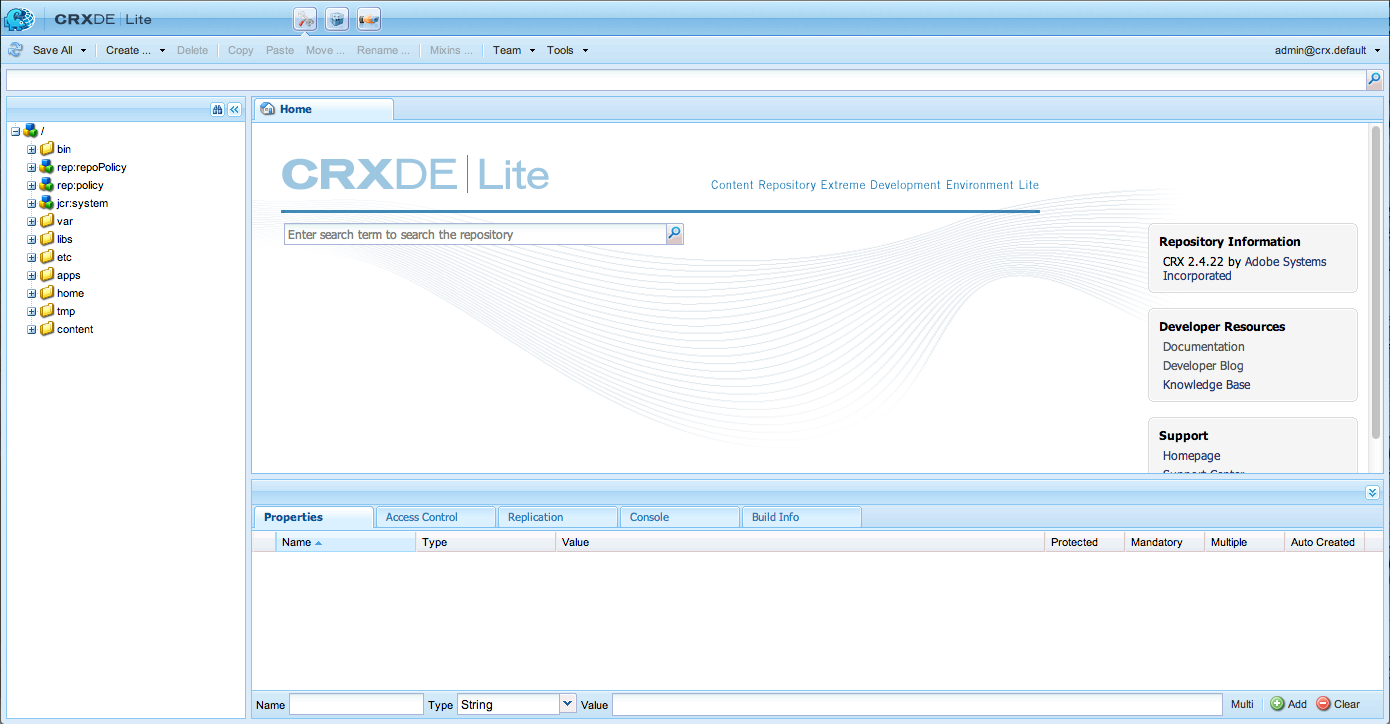 CRXDE | Lite
Save All Create ... Delete Copy Paste Move ... Rename ... Mixins ... Team Tools admin@crx.default
Home
/
bin
rep:repoPolicy
rep:policy
jcr:system
var
libs
etc
apps
home
tmp
content
CRXDE | Lite
Content Repository Extreme Development Environment Lite
Enter search term to search the repository
Repository Information
CRX 2.4.22 by Adobe Systems
Incorporated
Developer Resources
Documentation
Developer Blog
Knowledge Base
Support
Homepage
Support Center
Properties Access Control Replication Console Build Info
Name Type Value Protected Mandatory Multiple Auto Created
Name Type String Value Multi Add Clear